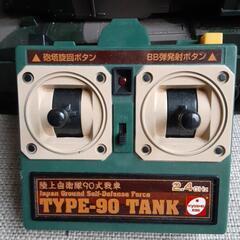 ▲砲塔旋回ボタン
BB弾発射ボタン▲
陸上自衛隊90式戦車
2.4GHz
Japan Ground Self-Defense Force
TYPE-90 TANK